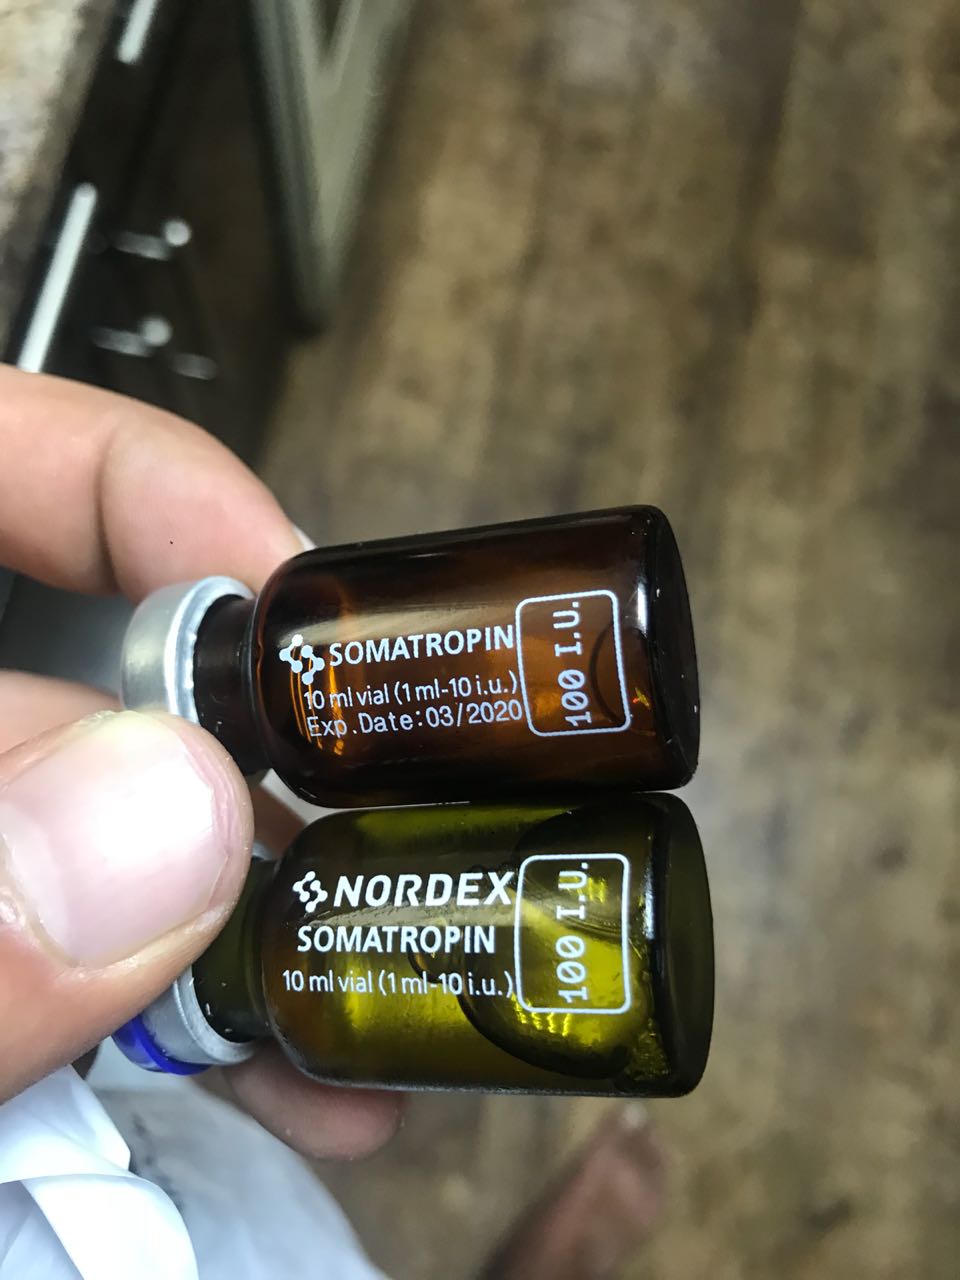 SOMATROPIN
10 ml vial (1 ml-10 i.u.)
Exp.Date:03/2020
100 I.U.
NORDEX
SOMATROPIN
10 ml vial (1 ml-10 i.u.)
100 I.U.